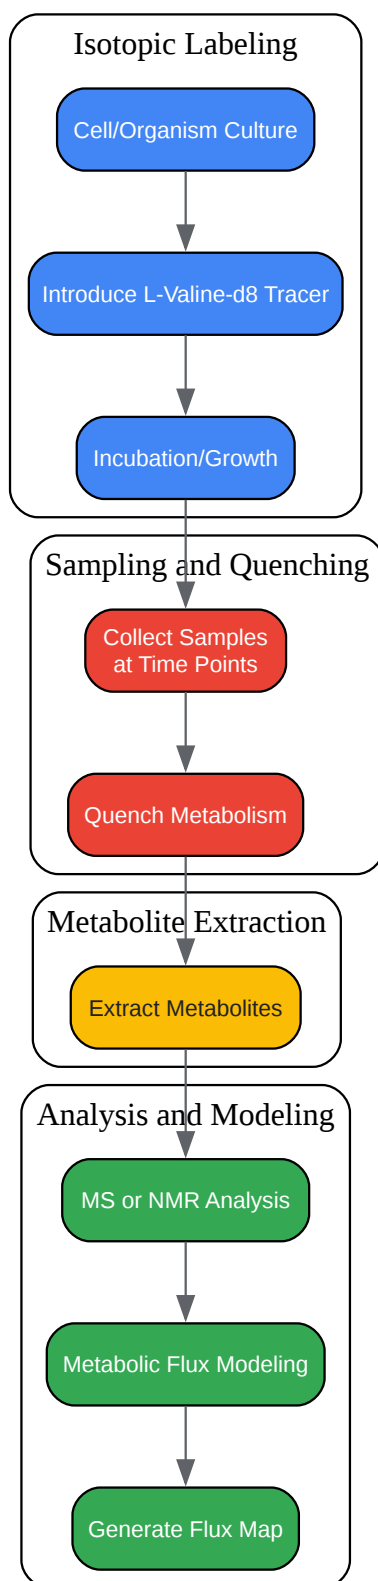 Isotopic Labeling
Cell/Organism Culture
Introduce L-Valine-d8 Tracer
Incubation/Growth
Sampling and Quenching
Collect Samples
at Time Points
Quench Metabolism
Metabolite Extraction
Extract Metabolites
Analysis and Modeling
MS or NMR Analysis
Metabolic Flux Modeling
Generate Flux Map